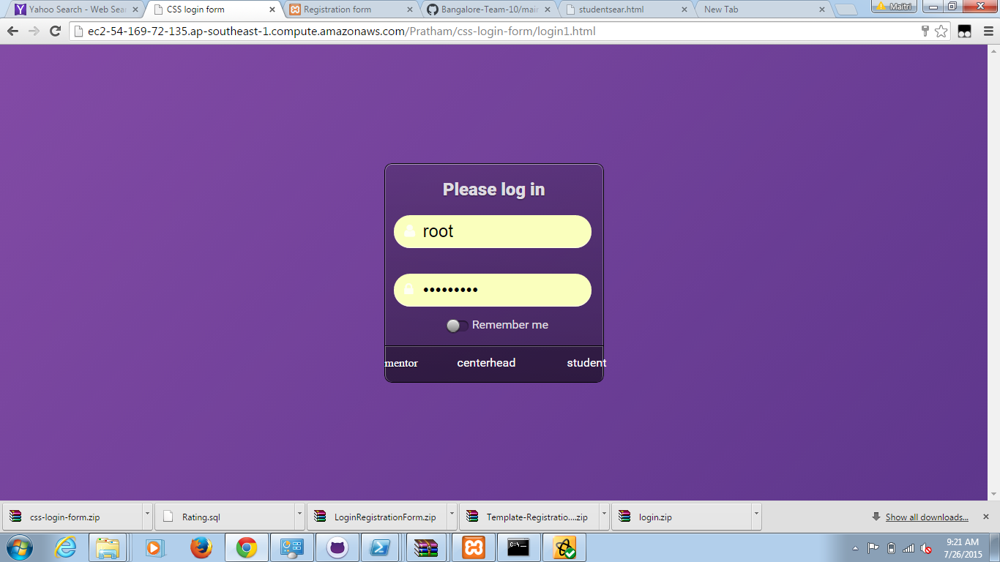 Yahoo Search - Web Sear
CSS login form
Registration form
Bangalore-Team-10/main
studentsear.html
New Tab
Maitri
ec2-54-169-72-135.ap-southeast-1.compute.amazonaws.com/Pratham/css-login-form/login1.html
Please log in
root
•••••••••
Remember me
mentor
centerhead
student
css-login-form.zip
Rating.sql
LoginRegistrationForm.zip
Template-Registratio....zip
login.zip
Show all downloads...
9:21 AM
7/26/2015